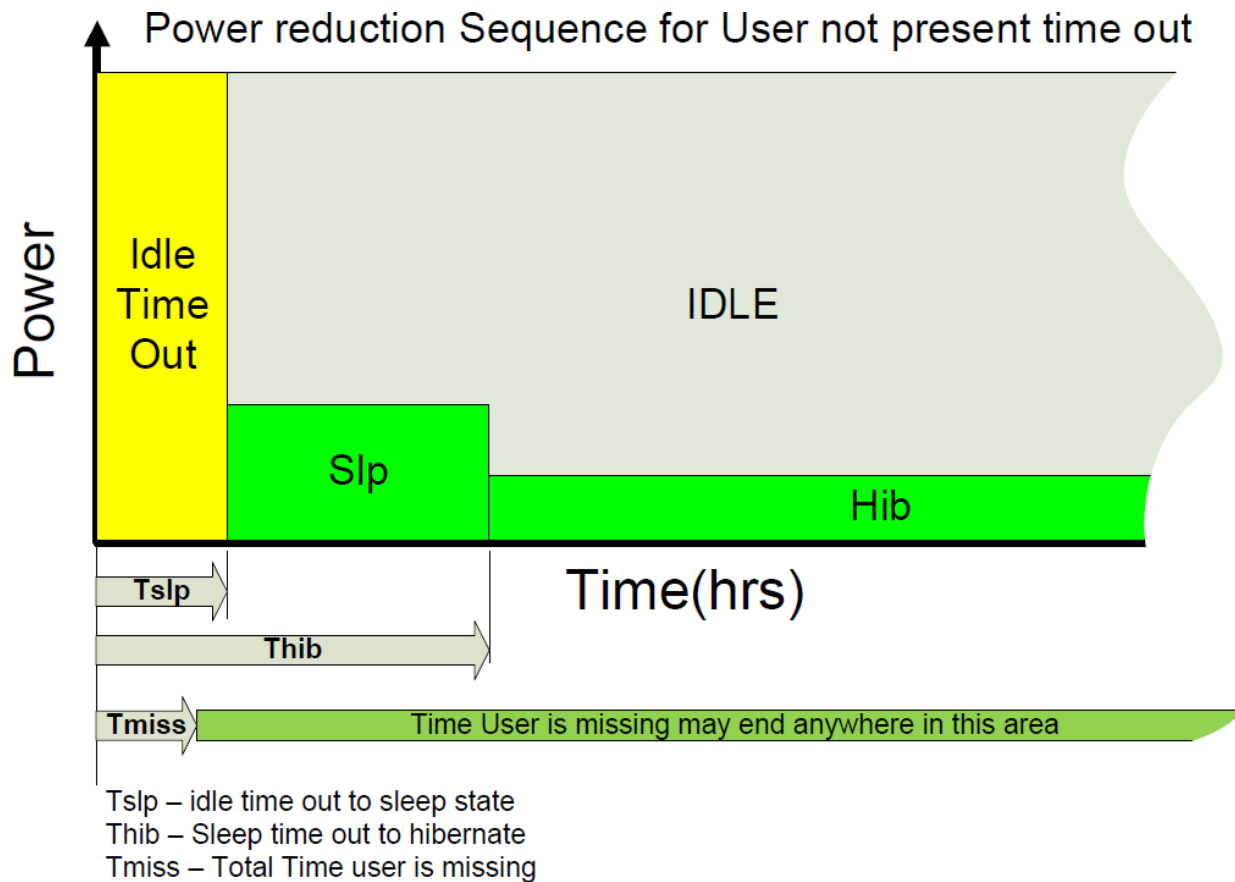 Power reduction Sequence for User not present time out
Power
Idle
Time
Out
IDLE
Slp
Hib
Time(hrs)
Tslp
Thib
Tmiss
Time User is missing may end anywhere in this area
Tslp – idle time out to sleep state
Thib – Sleep time out to hibernate
Tmiss – Total Time user is missing